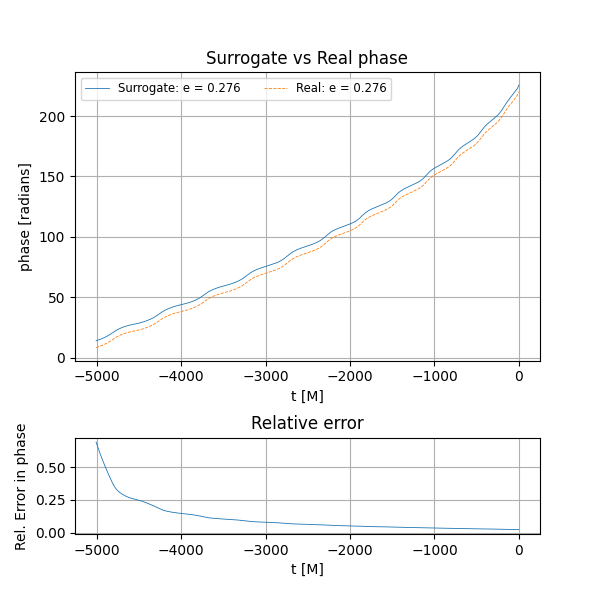 Surrogate vs Real phase
Surrogate: e = 0.276
Real: e = 0.276
phase [radians]
200
150
100
50
0
−5000 −4000 −3000 −2000 −1000 0
t [M]
Relative error
Rel. Error in phase
0.50
0.25
0.00
−5000 −4000 −3000 −2000 −1000 0
t [M]